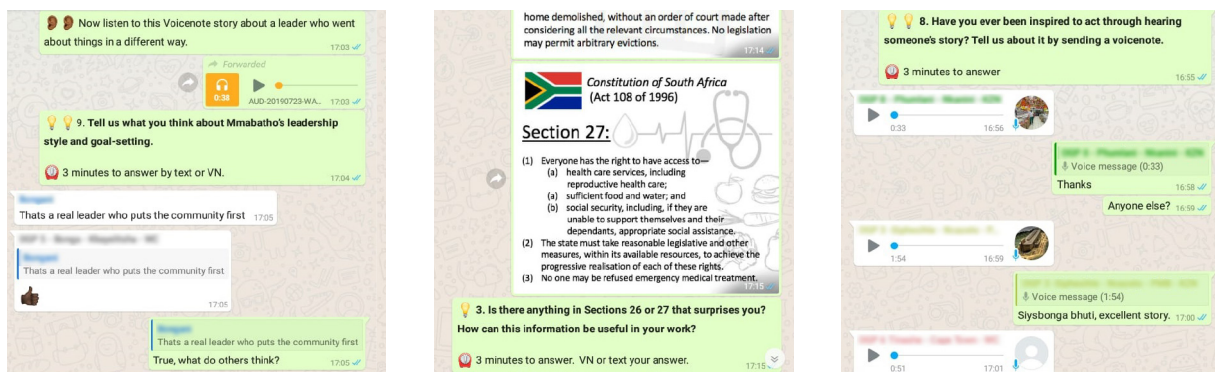 Now listen to this Voicenote story about a leader who went
about things in a different way.
17:03
Forwarded
0:38
AUD-20190723-WA... 17:03
9. Tell us what you think about Mmabatho's leadership
style and goal-setting.
3 minutes to answer by text or VN.
17:04
Thats a real leader who puts the community first 17:05
Thats a real leader who puts the community first
17:05
Thats a real leader who puts the community first
True, what do others think? 17:05
home demolished, without an order of court made after
considering all the relevant circumstances. No legislation
may permit arbitrary evictions.
17:14
Constitution of South Africa
(Act 108 of 1996)
Section 27:
(1) Everyone has the right to have access to—
(a) health care services, including
reproductive health care;
(a) sufficient food and water; and
(b) social security, including, if they are
unable to support themselves and their
dependants, appropriate social assistance.
(2) The state must take reasonable legislative and other
measures, within its available resources, to achieve the
progressive realisation of each of these rights.
(3) No one may be refused emergency medical treatment.
17:15
3. Is there anything in Sections 26 or 27 that surprises you?
How can this information be useful in your work?
3 minutes to answer. VN or text your answer.
17:15
8. Have you ever been inspired to act through hearing
someone's story? Tell us about it by sending a voicenote.
3 minutes to answer
16:55
0:33 16:56
Voice message (0:33)
Thanks 16:58
Anyone else? 16:59
1:54 16:59
Voice message (1:54)
Siysbonga bhuti, excellent story. 17:00
0:51 17:01